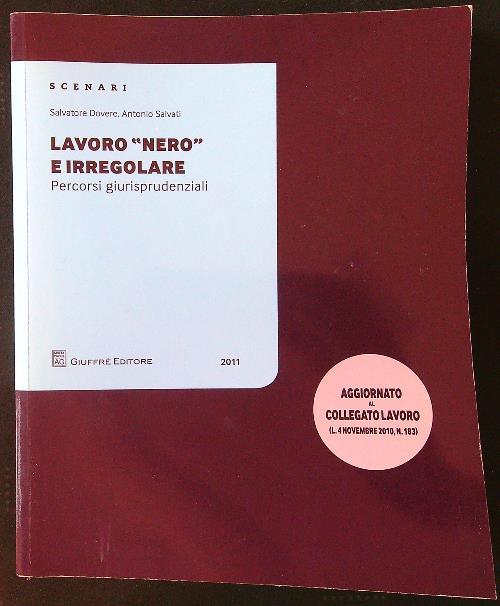 SCENARI
Salvatore Dovere, Antonio Salvati
LAVORO “NERO”
E IRREGOLARE
Percorsi giurisprudenziali
GIUFFRÈ EDITORE 2011
AGGIORNATO
AL
COLLEGATO LAVORO
(L. 4 NOVEMBRE 2010, N. 183)